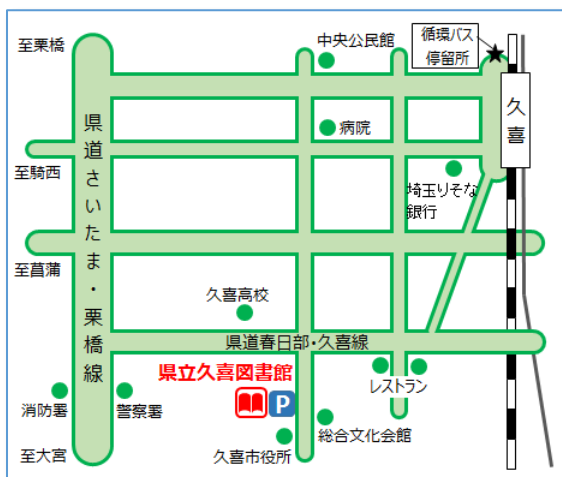 至栗橋
中央公民館
循環バス
停留所
久喜
病院
至騎西
埼玉りそな
銀行
県道さいたま・栗橋線
至菖蒲
久喜高校
県道春日部・久喜線
県立久喜図書館
P
レストラン
消防署
警察署
総合文化会館
至大宮
久喜市役所